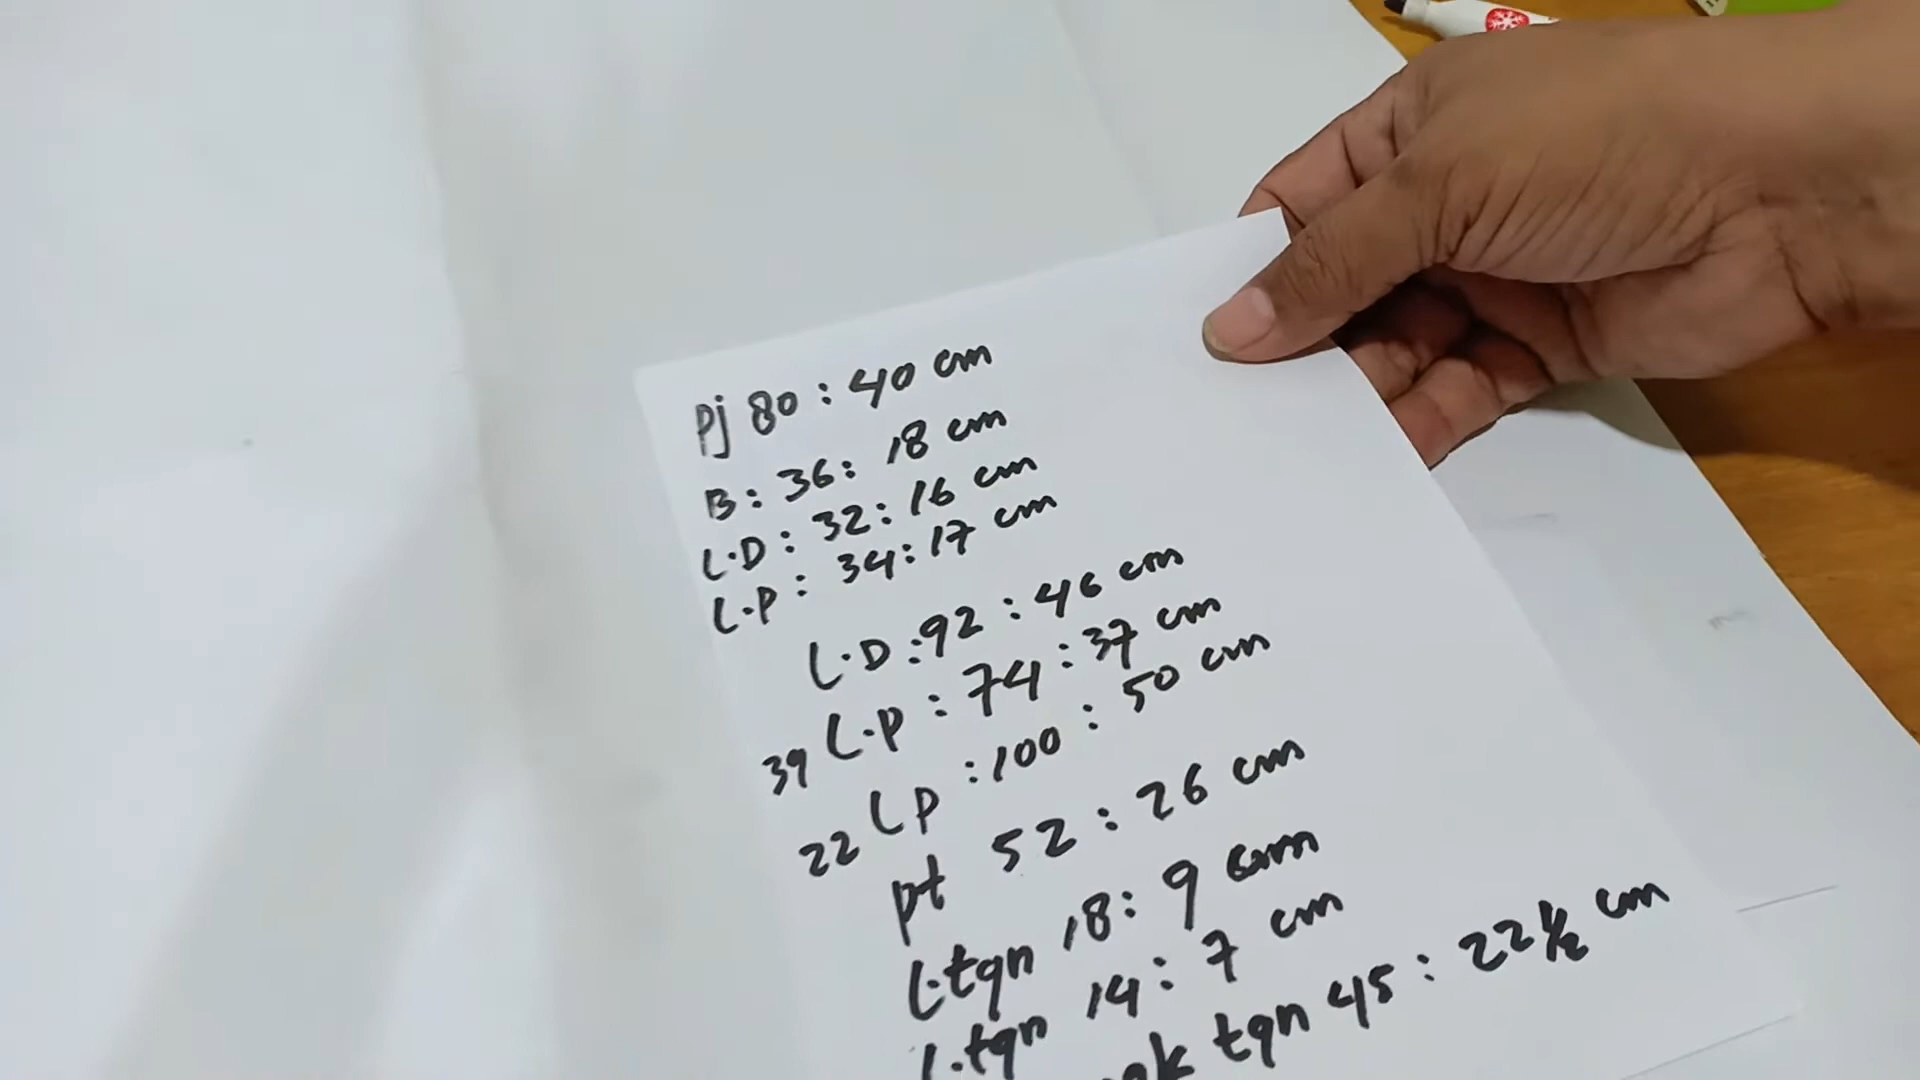 Pj 80 : 40 cm
B : 36 : 18 cm
L.D : 32 : 16 cm
L.P : 34 : 17 cm
L.D : 92 : 46 cm
39 L.P : 74 : 37 cm
22 LP : 100 : 50 cm
pt 52 : 26 cm
L.tgn 18 : 9 cm
L.tgn 14 : 7 cm
tgn 45 : 22 1/2 cm